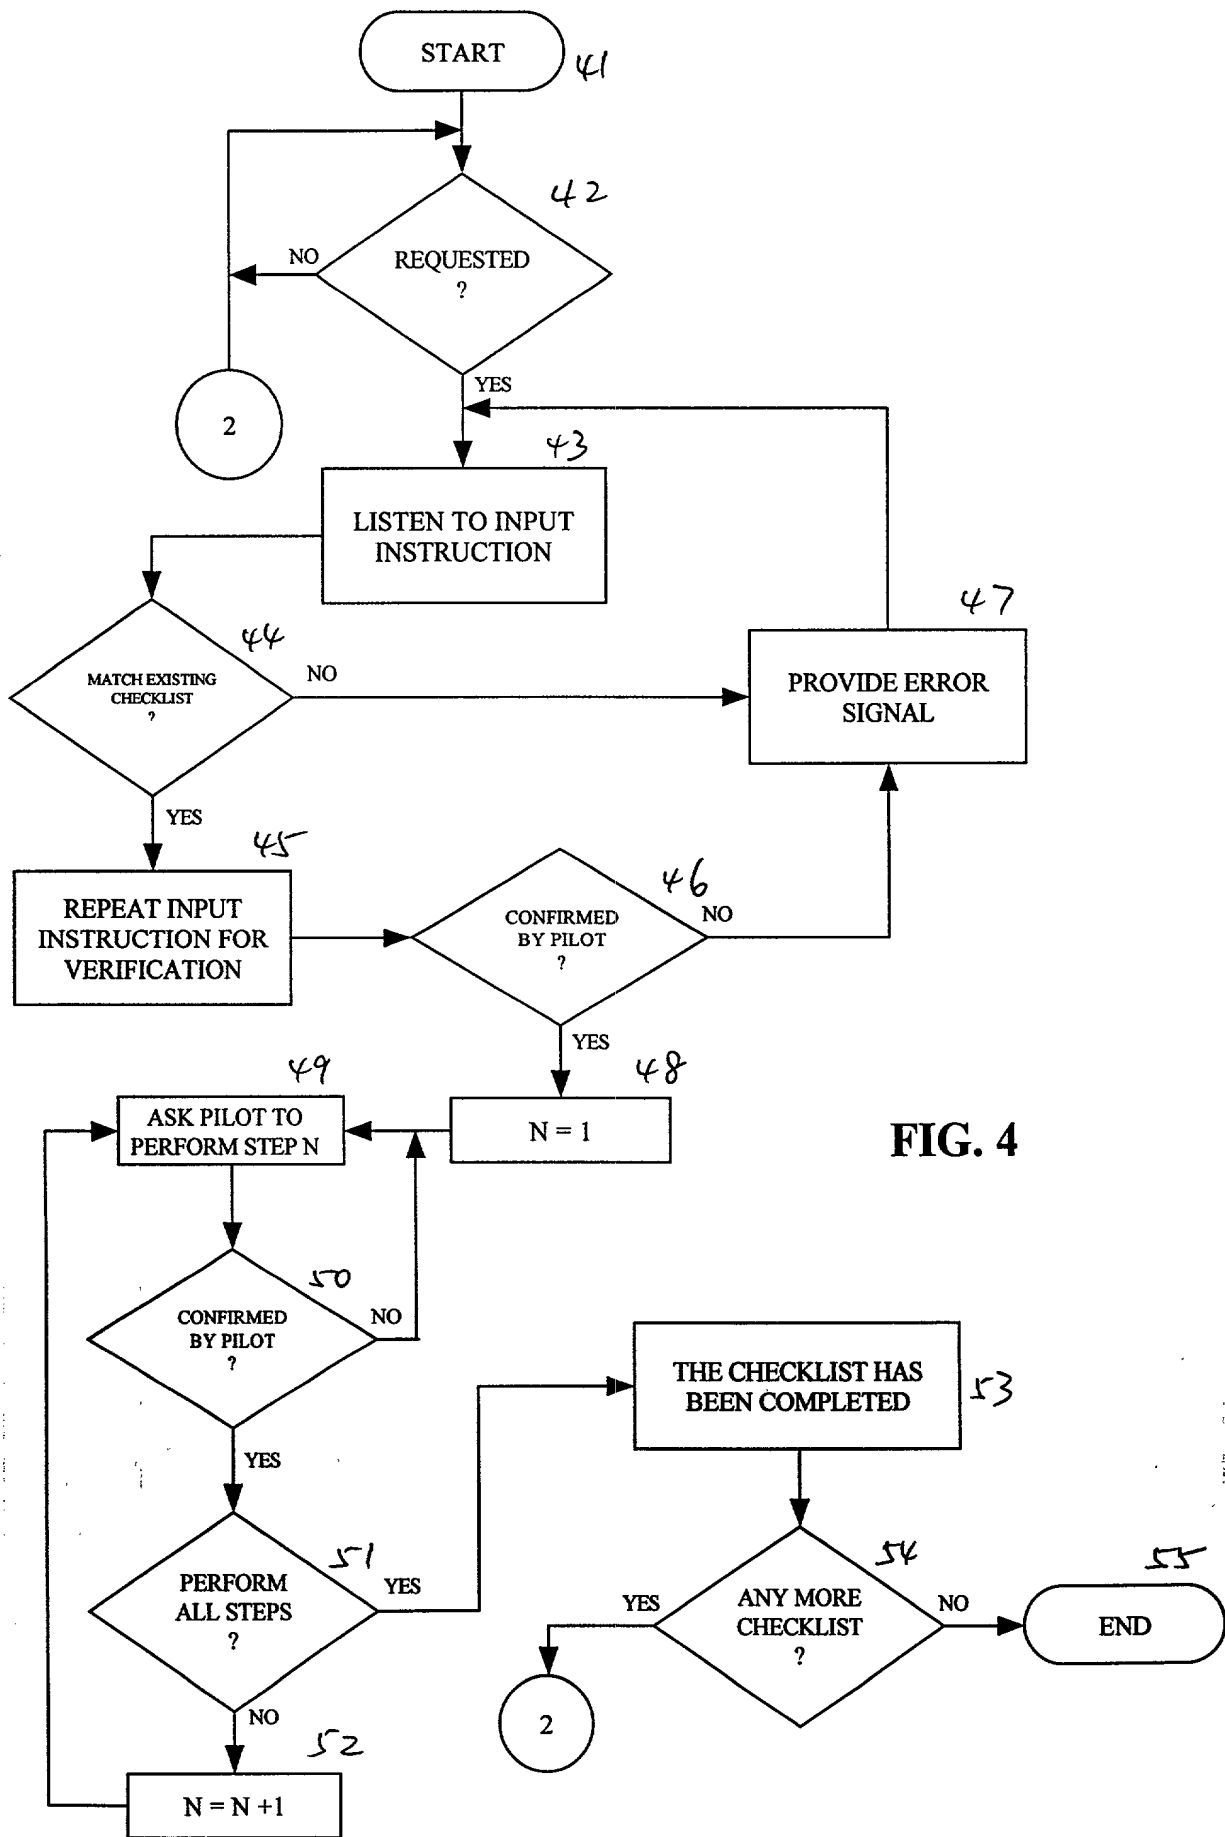 START
41
42
NO
REQUESTED
?
YES
2
43
LISTEN TO INPUT
INSTRUCTION
47
44
MATCH EXISTING
CHECKLIST
?
NO
PROVIDE ERROR
SIGNAL
YES
45
REPEAT INPUT
INSTRUCTION FOR
VERIFICATION
46
CONFIRMED
BY PILOT
?
NO
YES
49
48
ASK PILOT TO
PERFORM STEP N
N = 1
FIG. 4
50
CONFIRMED
BY PILOT
?
NO
YES
THE CHECKLIST HAS
BEEN COMPLETED
53
51
PERFORM
ALL STEPS
?
YES
NO
54
YES
ANY MORE
CHECKLIST
?
NO
55
END
2
52
N = N +1